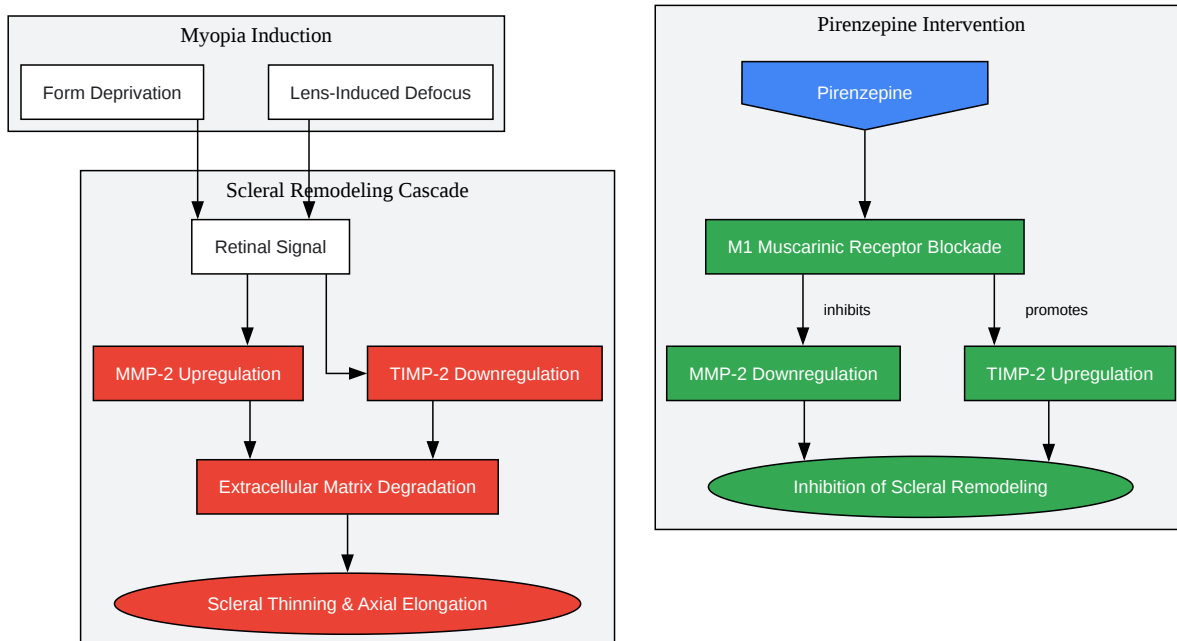 Myopia Induction
Form Deprivation
Lens-Induced Defocus
Scleral Remodeling Cascade
Retinal Signal
MMP-2 Upregulation
TIMP-2 Downregulation
Extracellular Matrix Degradation
Scleral Thinning & Axial Elongation
Pirenzepine Intervention
Pirenzepine
M1 Muscarinic Receptor Blockade
inhibits
promotes
MMP-2 Downregulation
TIMP-2 Upregulation
Inhibition of Scleral Remodeling